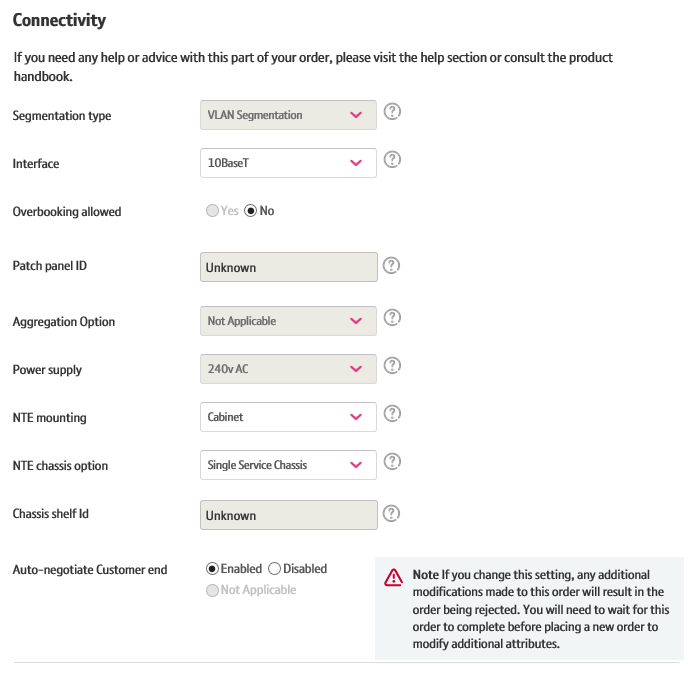 Connectivity
If you need any help or advice with this part of your order, please visit the help section or consult the product
handbook.
Segmentation type VLAN Segmentation ?
Interface 10BaseT ?
Overbooking allowed Yes No
Patch panel ID Unknown ?
Aggregation Option Not Applicable ?
Power supply 240v AC ?
NTE mounting Cabinet ?
NTE chassis option Single Service Chassis ?
Chassis shelf Id Unknown ?
Auto-negotiate Customer end Enabled Disabled
Not Applicable
Note If you change this setting, any additional
modifications made to this order will result in the
order being rejected. You will need to wait for this
order to complete before placing a new order to
modify additional attributes.